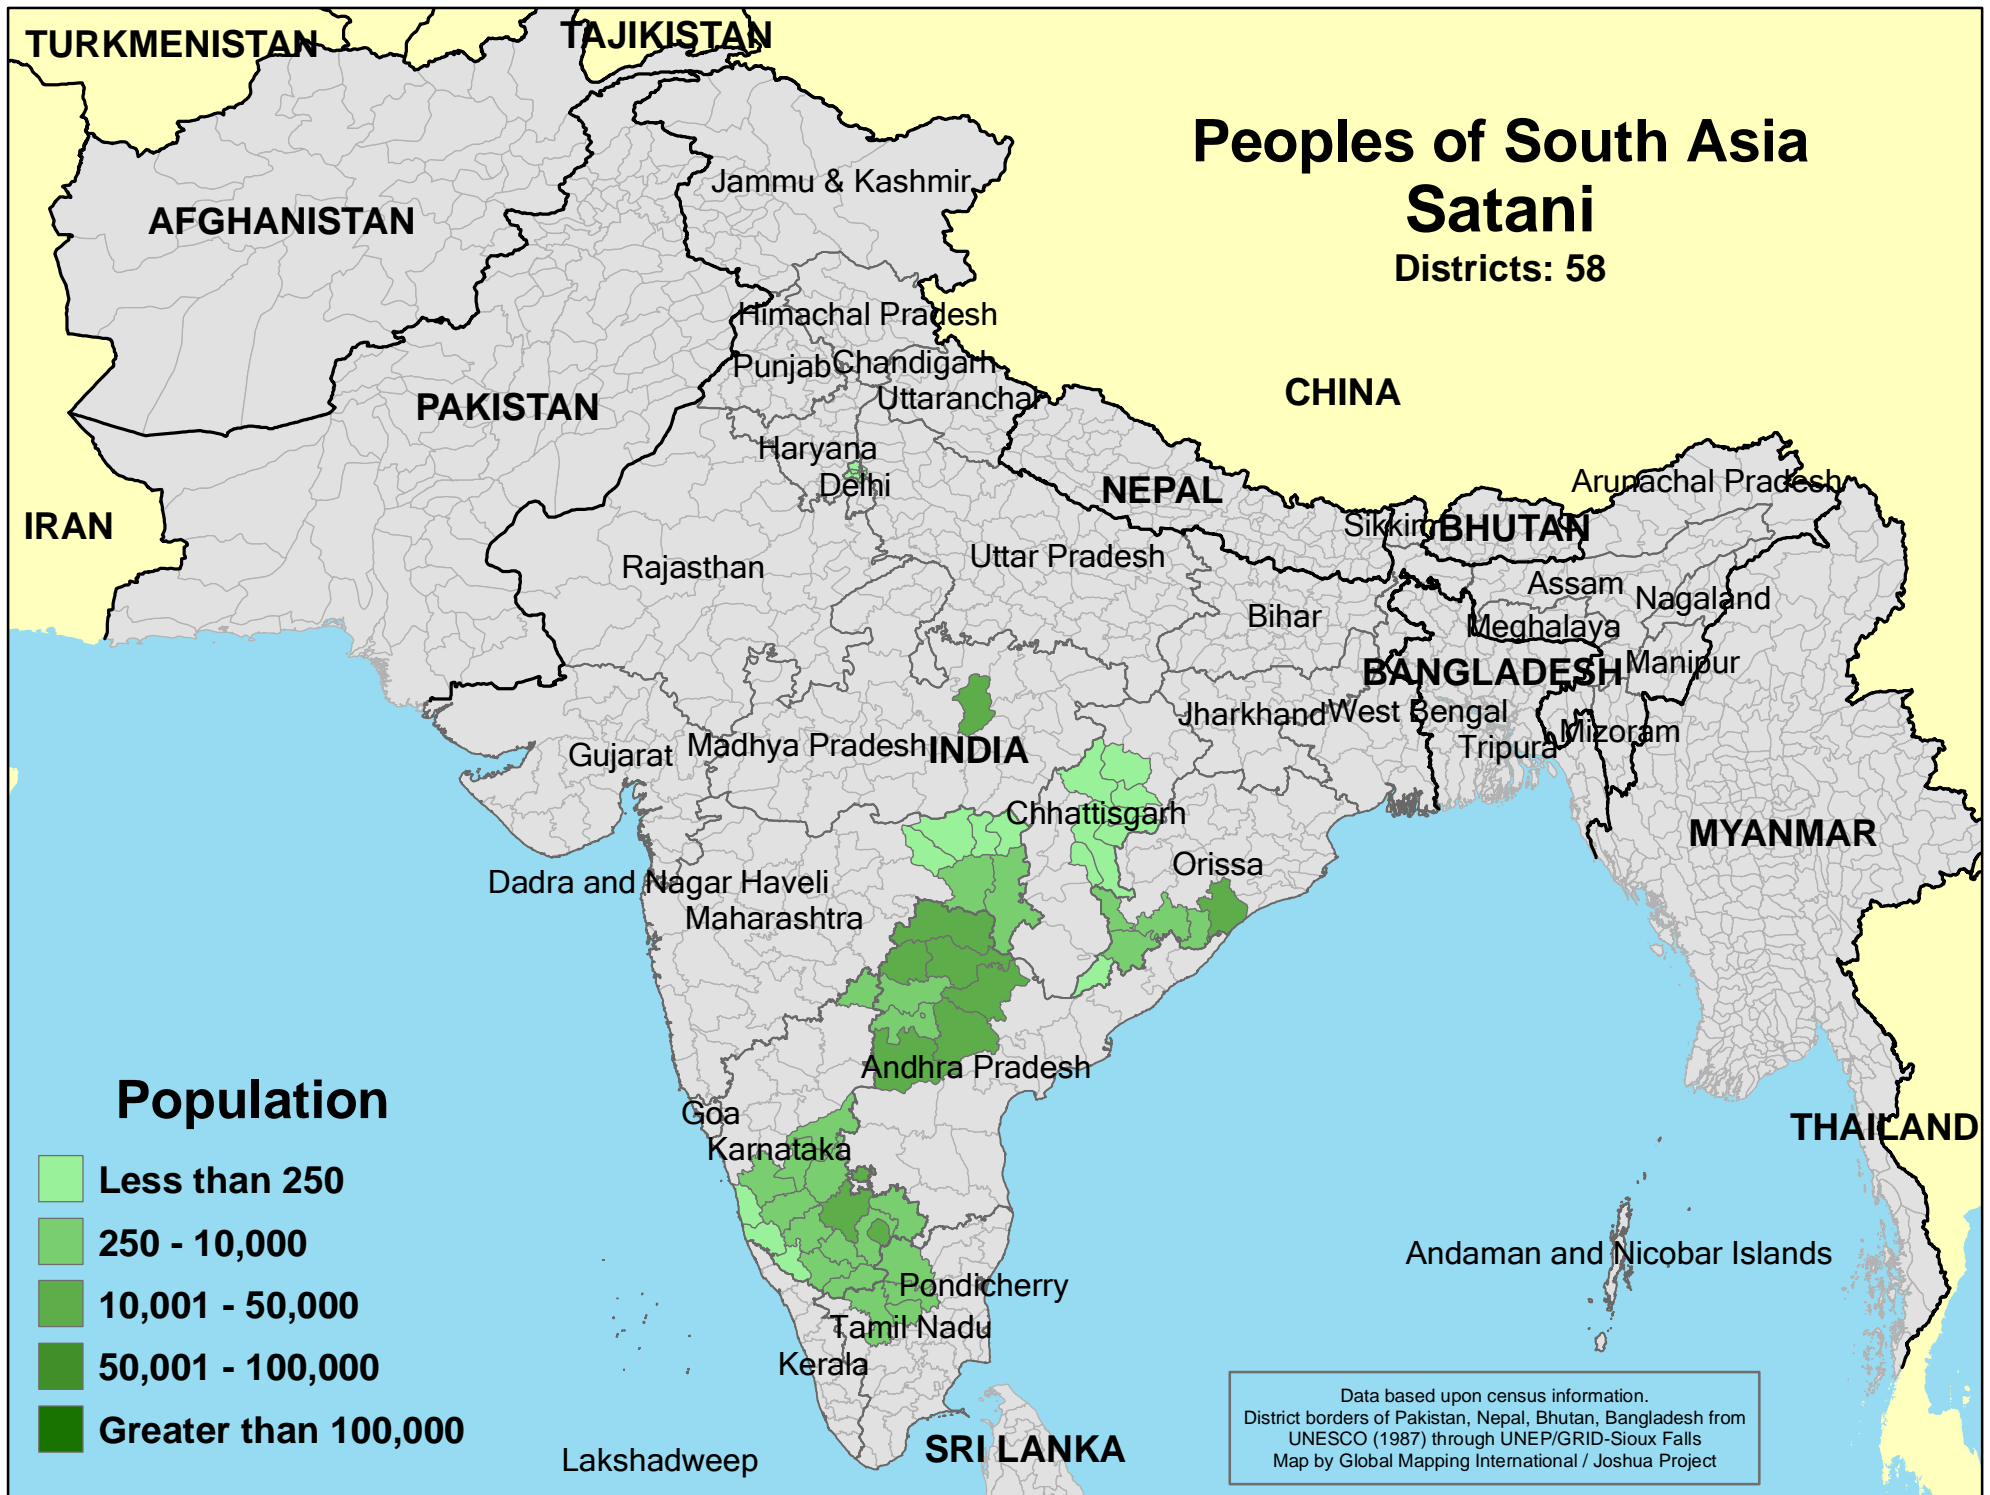 TURKMENISTAN
TAJIKISTAN
Peoples of South Asia
Satani
Districts: 58
Jammu & Kashmir
AFGHANISTAN
Himachal Pradesh
Punjab
Chandigarh
Uttaranchal
CHINA
PAKISTAN
Haryana
Delhi
NEPAL
Arunachal Pradesh
IRAN
Sikkim
BHUTAN
Uttar Pradesh
Rajasthan
Assam
Nagaland
Bihar
Meghalaya
BANGLADESH
Manipur
Jharkhand
West Bengal
Mizoram
Tripura
Gujarat
Madhya Pradesh
INDIA
Chhattisgarh
MYANMAR
Orissa
Dadra and Nagar Haveli
Maharashtra
Andhra Pradesh
Goa
Karnataka
THAILAND
Andaman and Nicobar Islands
Pondicherry
Tamil Nadu
Kerala
Lakshadweep
SRI LANKA
Population
Less than 250
250 - 10,000
10,001 - 50,000
50,001 - 100,000
Greater than 100,000
Data based upon census information.
District borders of Pakistan, Nepal, Bhutan, Bangladesh from
UNESCO (1987) through UNEP/GRID-Sioux Falls
Map by Global Mapping International / Joshua Project